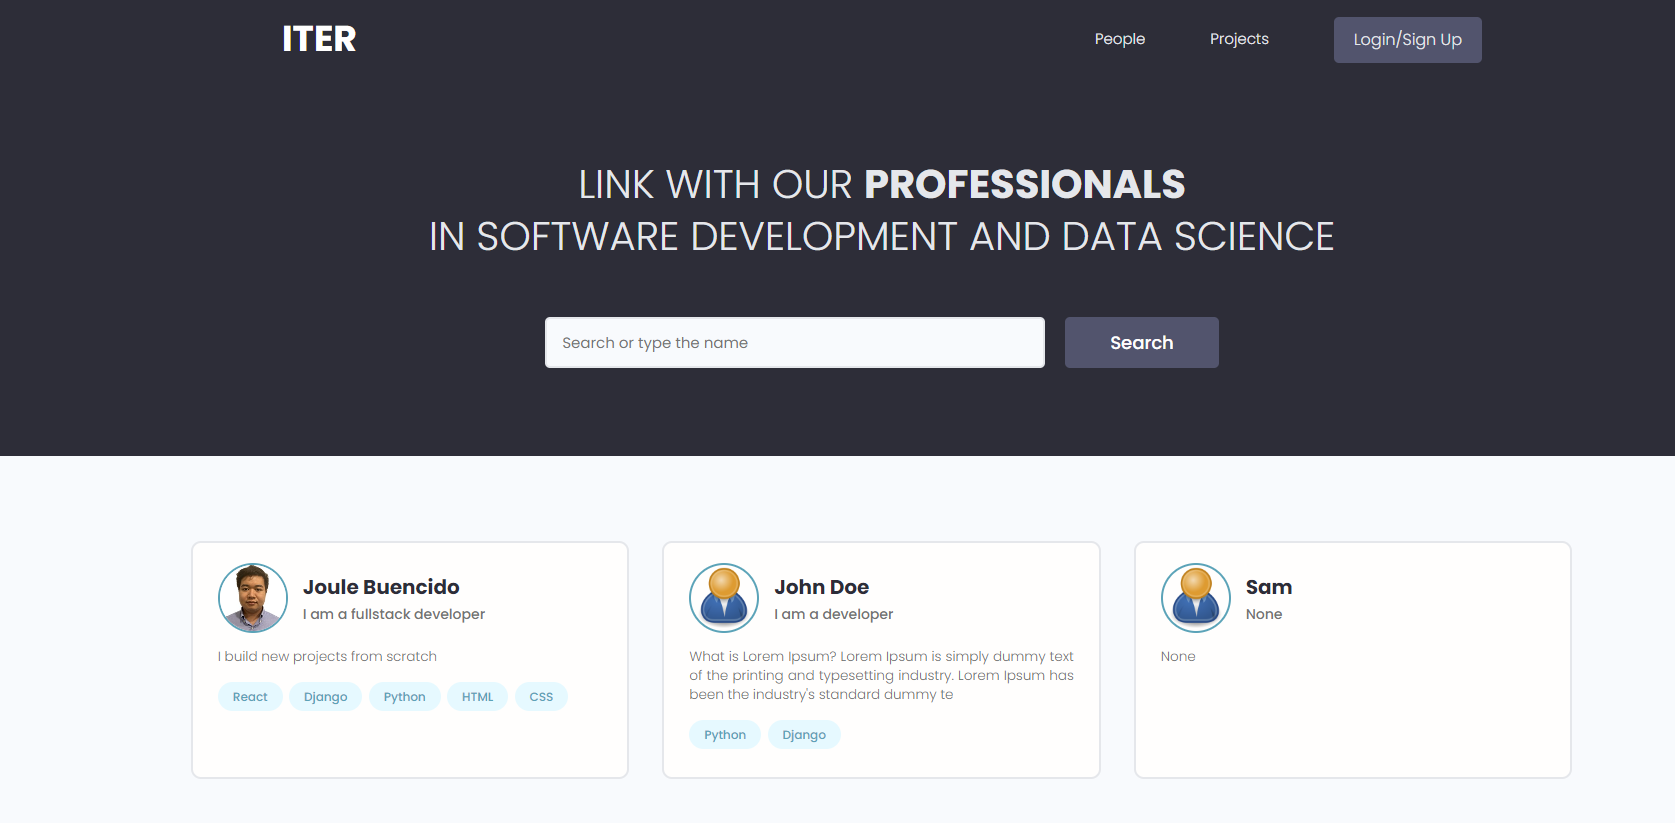 ITER
People
Projects
Login/Sign Up
LINK WITH OUR PROFESSIONALS
IN SOFTWARE DEVELOPMENT AND DATA SCIENCE
Search or type the name
Search
Joule Buencido
I am a fullstack developer
I build new projects from scratch
React
Django
Python
HTML
CSS
John Doe
I am a developer
What is Lorem Ipsum? Lorem Ipsum is simply dummy text
of the printing and typesetting industry. Lorem Ipsum has
been the industry's standard dummy te
Python
Django
Sam
None
None